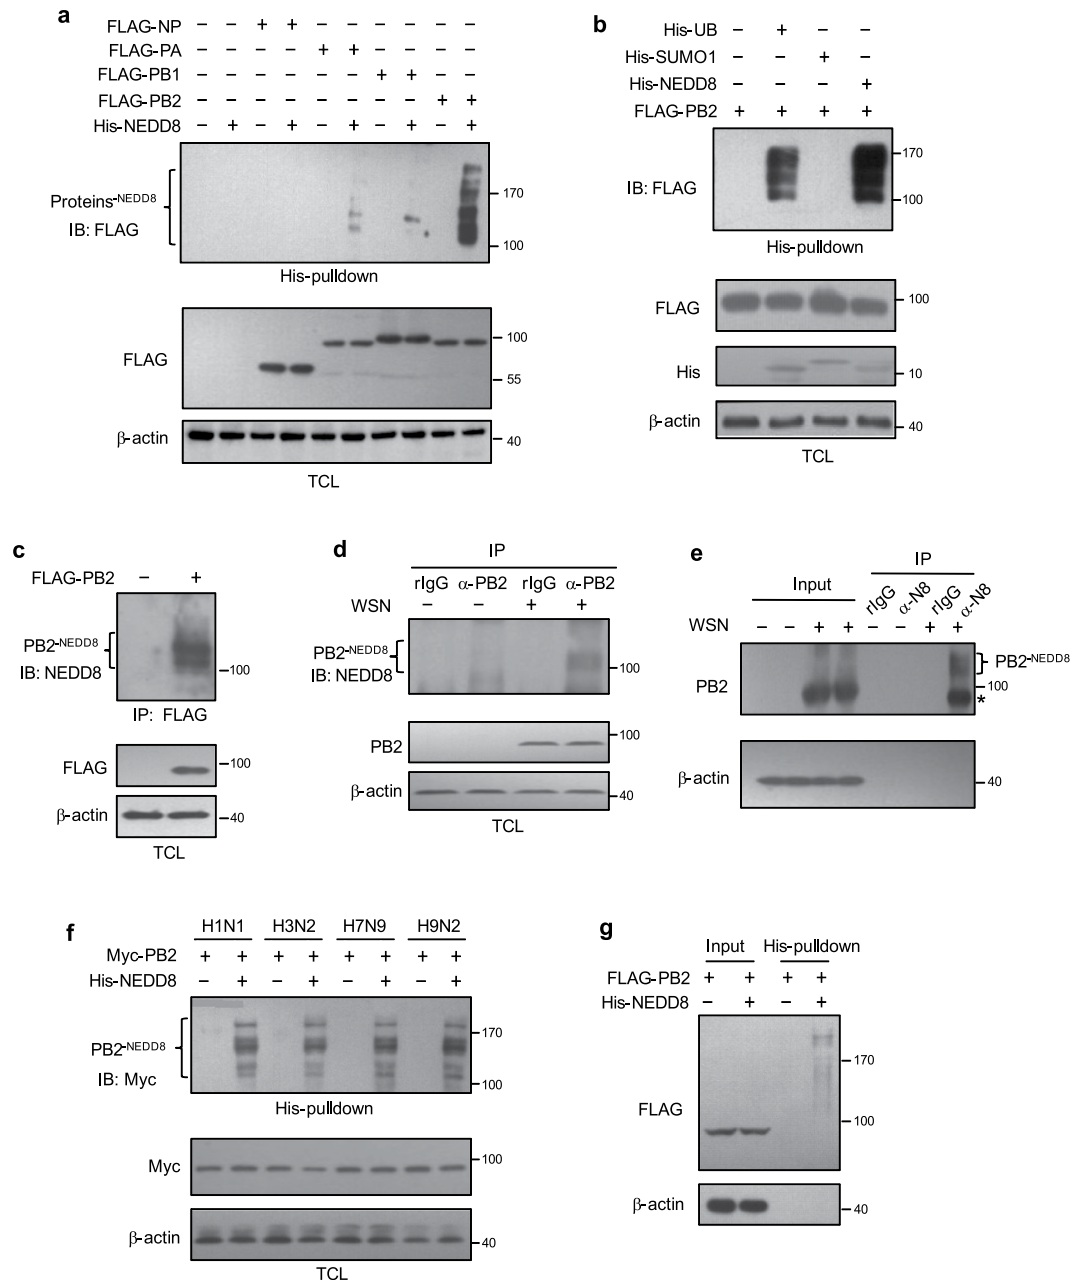 a
FLAG-NP − − + + − − − − − −
FLAG-PA − − − − + + − − − −
FLAG-PB1 − − − − − − + + − −
FLAG-PB2 − − − − − − − − + +
His-NEDD8 − + − + − + − + − +
Proteins-NEDD8
IB: FLAG
170
100
His-pulldown
FLAG
100
55
β-actin
40
TCL
b
His-UB − + − −
His-SUMO1 − − + −
His-NEDD8 − − − +
FLAG-PB2 + + + +
IB: FLAG
170
100
His-pulldown
FLAG
100
His
10
β-actin
40
TCL
c
FLAG-PB2 − +
PB2-NEDD8
IB: NEDD8
100
IP: FLAG
FLAG
100
β-actin
40
TCL
d
IP
rIgG α-PB2 rIgG α-PB2
WSN − − + +
PB2-NEDD8
IB: NEDD8
100
PB2
100
β-actin
40
TCL
e
IP
Input rIgG α-N8 rIgG α-N8
WSN − − + + − − + +
PB2
PB2-NEDD8
100
*
β-actin
40
f
H1N1 H3N2 H7N9 H9N2
Myc-PB2 + + + + + + + +
His-NEDD8 − + − + − + − +
PB2-NEDD8
IB: Myc
170
100
His-pulldown
Myc
100
β-actin
40
TCL
g
Input His-pulldown
FLAG-PB2 + + + +
His-NEDD8 − + − +
FLAG
170
100
β-actin
40